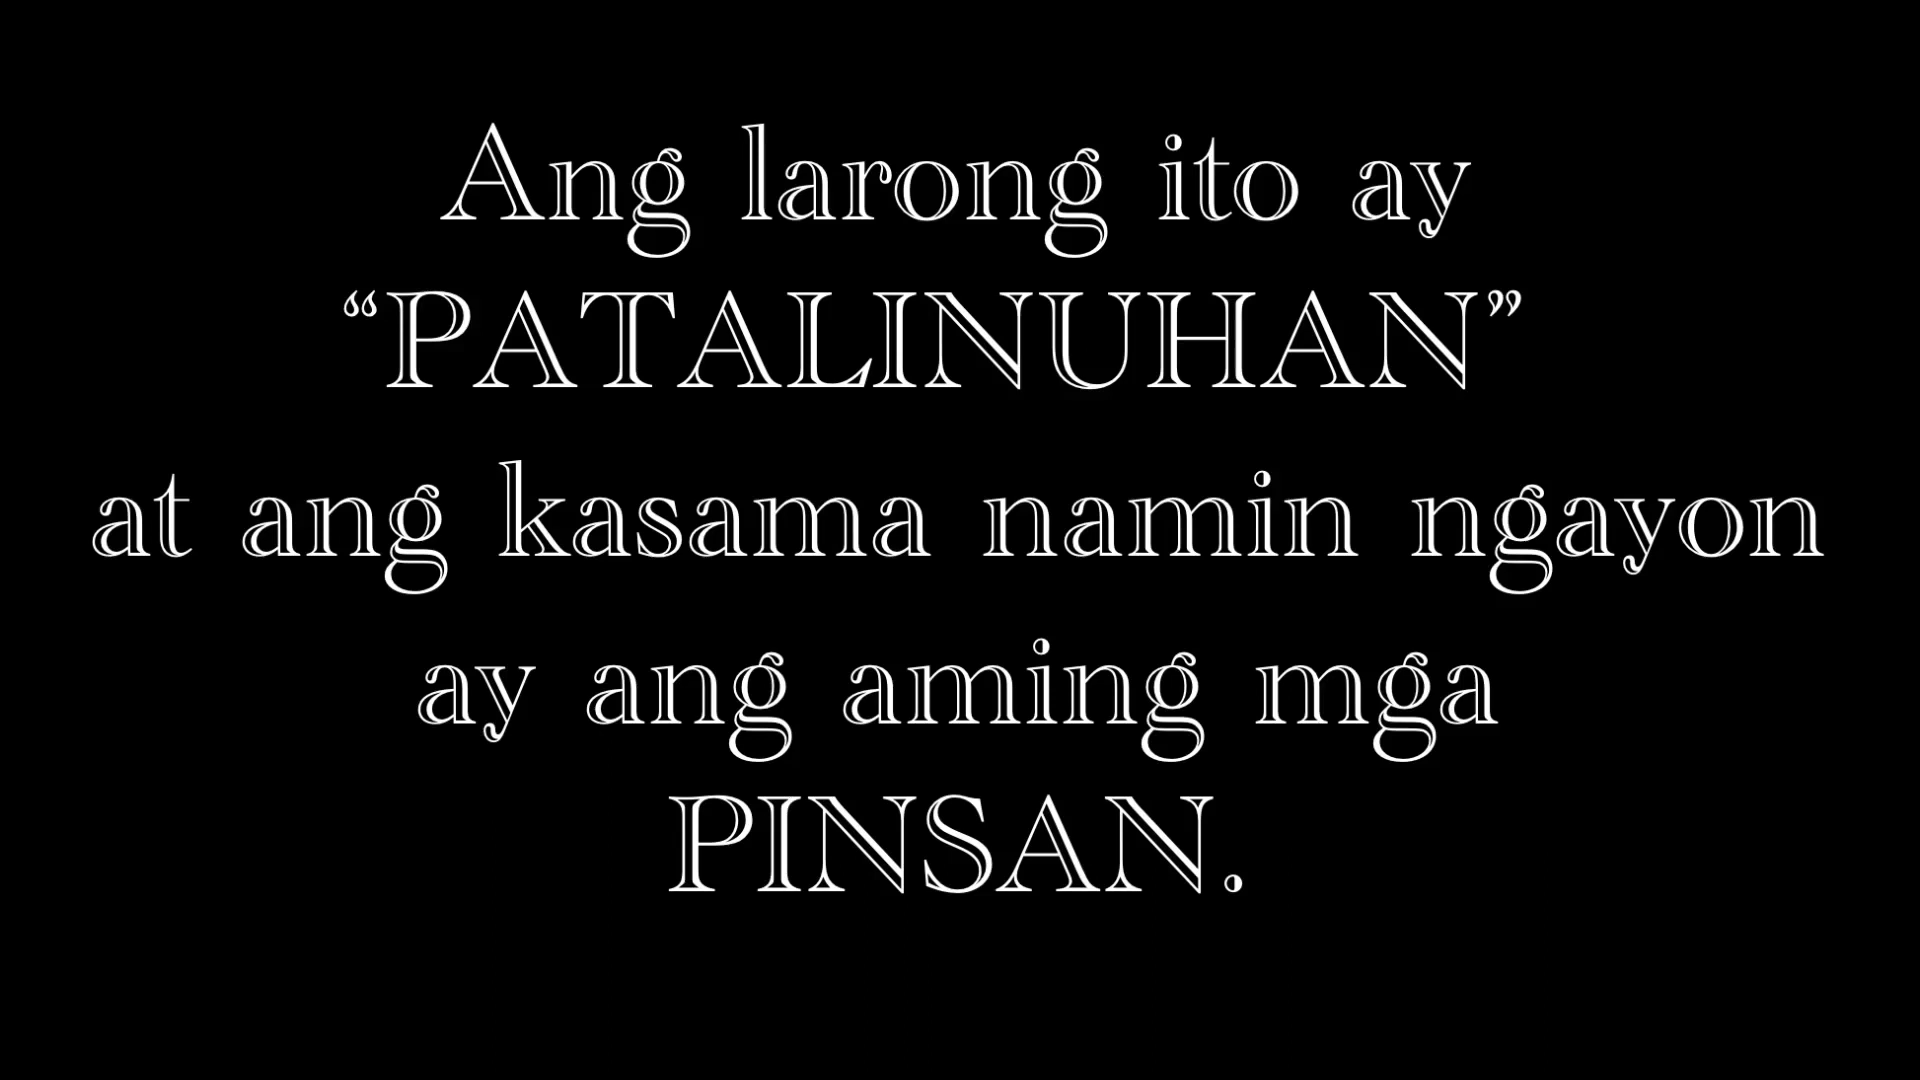 Ang larong ito ay
“PATALINUHAN”
at ang kasama namin ngayon
ay ang aming mga
PINSAN.